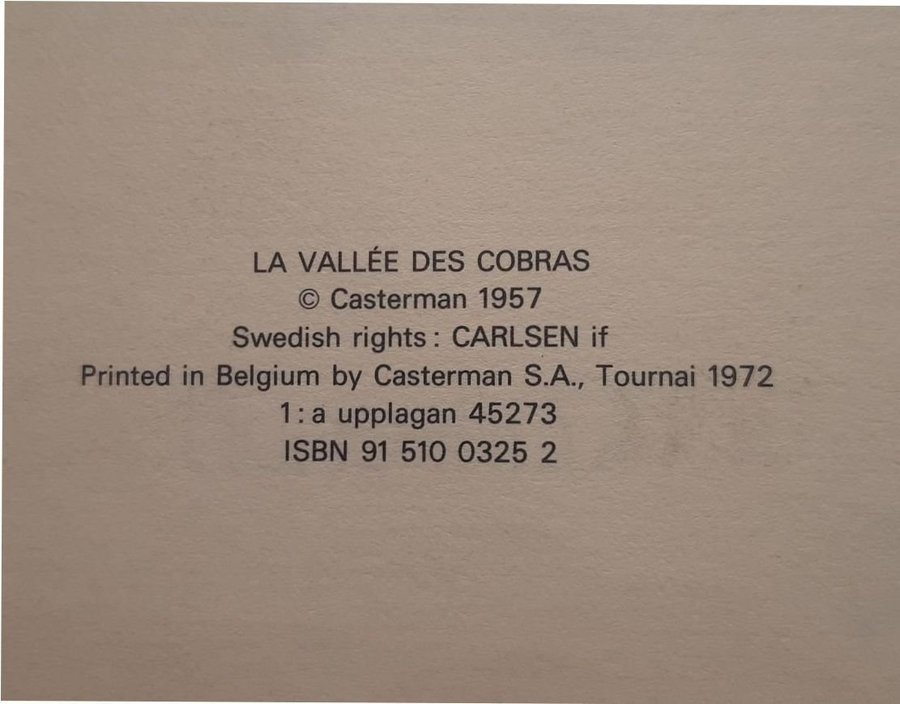 LA VALLÉE DES COBRAS
© Casterman 1957
Swedish rights : CARLSEN if
Printed in Belgium by Casterman S.A., Tournai 1972
1 : a upplagan 45273
ISBN 91 510 0325 2